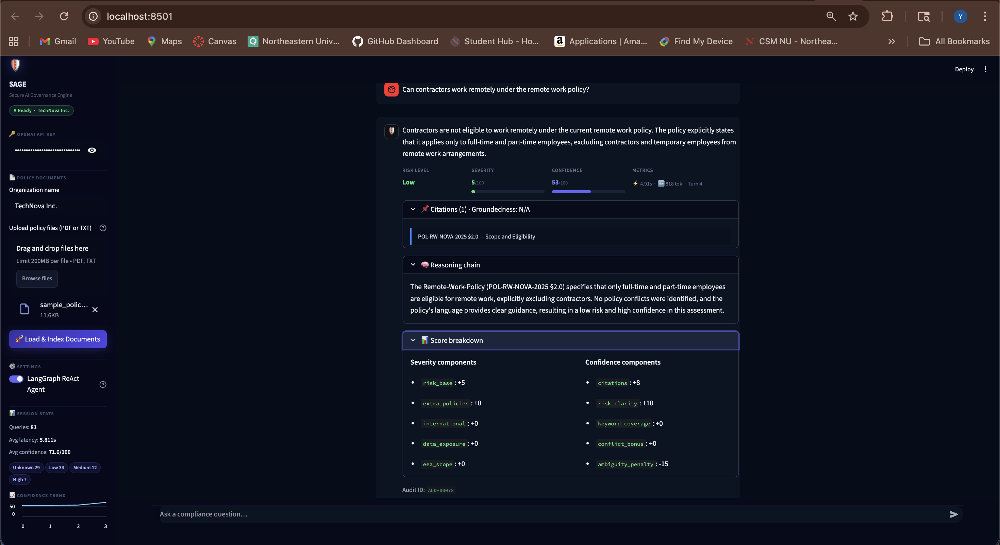 localhost:8501
Y
Gmail
YouTube
Maps
Canvas
Northeastern Univ...
GitHub Dashboard
Student Hub - Ho...
Applications | Ama...
Find My Device
CSM NU - Northea...
All Bookmarks
SAGE
Secure AI Governance Engine
Ready · TechNova Inc.
OPENAI API KEY
POLICY DOCUMENTS
Organization name
TechNova Inc.
Upload policy files (PDF or TXT)
Drag and drop files here
Limit 200MB per file • PDF, TXT
Browse files
sample_polic...
11.6KB
Load & Index Documents
SETTINGS
LangGraph ReAct
Agent
SESSION STATS
Queries: 81
Avg latency: 5.811s
Avg confidence: 71.6/100
Unknown 29
Low 33
Medium 12
High 7
CONFIDENCE TREND
50
0
0 1 2 3
Deploy
Can contractors work remotely under the remote work policy?
Contractors are not eligible to work remotely under the current remote work policy. The policy explicitly states
that it applies only to full-time and part-time employees, excluding contractors and temporary employees from
remote work arrangements.
RISK LEVEL
Low
SEVERITY
5/100
CONFIDENCE
53/100
METRICS
4.91s · abc 818 tok · Turn 4
Citations (1) · Groundedness: N/A
POL-RW-NOVA-2025 §2.0 — Scope and Eligibility
Reasoning chain
The Remote-Work-Policy (POL-RW-NOVA-2025 §2.0) specifies that only full-time and part-time employees
are eligible for remote work, explicitly excluding contractors. No policy conflicts were identified, and the
policy's language provides clear guidance, resulting in a low risk and high confidence in this assessment.
Score breakdown
Severity components
risk_base : +5
extra_policies : +0
international : +0
data_exposure : +0
eea_scope : +0
Confidence components
citations : +8
risk_clarity : +10
keyword_coverage : +0
conflict_bonus : +0
ambiguity_penalty : -15
Audit ID: AUD-00078
Ask a compliance question...